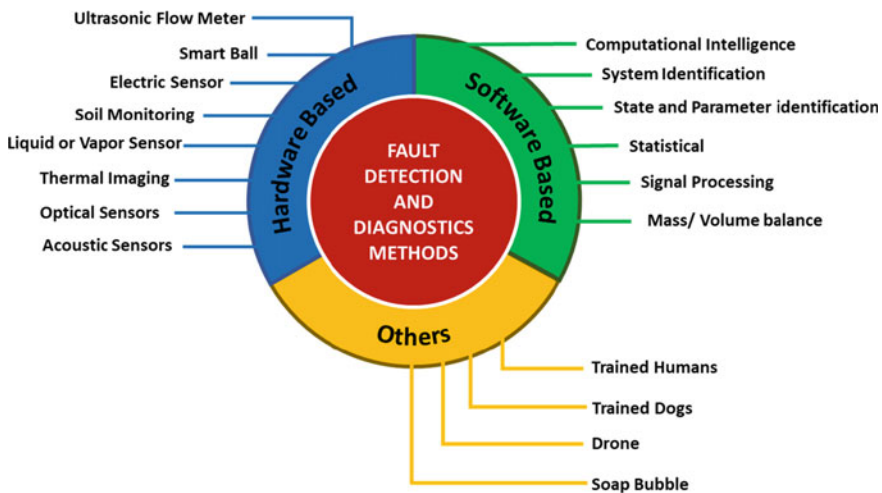 Ultrasonic Flow Meter
Smart Ball
Electric Sensor
Soil Monitoring
Liquid or Vapor Sensor
Thermal Imaging
Optical Sensors
Acoustic Sensors
Hardware Based
FAULT
DETECTION
AND
DIAGNOSTICS
METHODS
Software Based
Computational Intelligence
System Identification
State and Parameter identification
Statistical
Signal Processing
Mass/ Volume balance
Others
Trained Humans
Trained Dogs
Drone
Soap Bubble